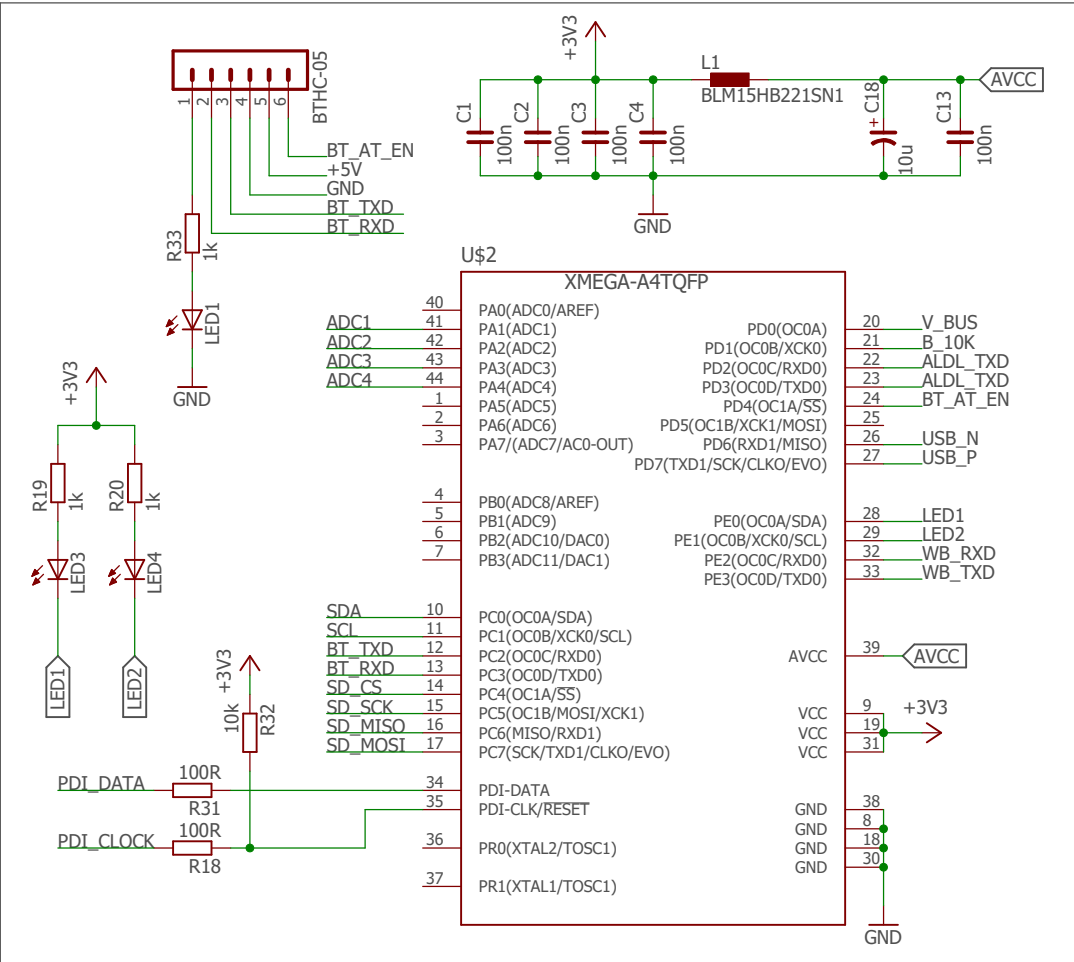 +3V3
BTHC-05
1
2
3
4
5
6
BT_AT_EN
+5V
GND
BT_TXD
BT_RXD
R33
1k
LED1
GND
C1
100n
C2
100n
C3
100n
C4
100n
L1
BLM15HB221SN1
+ C18
10u
C13
100n
AVCC
GND
+3V3
R19
1k
R20
1k
LED3
LED4
LED1
LED2
+3V3
10k
R32
PDI_DATA
100R
R31
PDI_CLOCK
100R
R18
U$2
XMEGA-A4TQFP
40 PA0(ADC0/AREF)
ADC1 41 PA1(ADC1)
ADC2 42 PA2(ADC2)
ADC3 43 PA3(ADC3)
ADC4 44 PA4(ADC4)
1 PA5(ADC5)
2 PA6(ADC6)
3 PA7/(ADC7/AC0-OUT)
4 PB0(ADC8/AREF)
5 PB1(ADC9)
6 PB2(ADC10/DAC0)
7 PB3(ADC11/DAC1)
SDA 10 PC0(OC0A/SDA)
SCL 11 PC1(OC0B/XCK0/SCL)
BT_TXD 12 PC2(OC0C/RXD0)
BT_RXD 13 PC3(OC0D/TXD0)
SD_CS 14 PC4(OC1A/SS)
SD_SCK 15 PC5(OC1B/MOSI/XCK1)
SD_MISO 16 PC6(MISO/RXD1)
SD_MOSI 17 PC7(SCK/TXD1/CLKO/EVO)
34 PDI-DATA
35 PDI-CLK/RESET
36 PR0(XTAL2/TOSC1)
37 PR1(XTAL1/TOSC1)
PD0(OC0A) 20 V_BUS
PD1(OC0B/XCK0) 21 B_10K
PD2(OC0C/RXD0) 22 ALDL_TXD
PD3(OC0D/TXD0) 23 ALDL_TXD
PD4(OC1A/SS) 24 BT_AT_EN
PD5(OC1B/XCK1/MOSI) 25
PD6(RXD1/MISO) 26 USB_N
PD7(TXD1/SCK/CLKO/EVO) 27 USB_P
PE0(OC0A/SDA) 28 LED1
PE1(OC0B/XCK0/SCL) 29 LED2
PE2(OC0C/RXD0) 32 WB_RXD
PE3(OC0D/TXD0) 33 WB_TXD
AVCC 39 AVCC
VCC 9
VCC 19 +3V3
VCC 31
GND 38
GND 8
GND 18
GND 30
GND